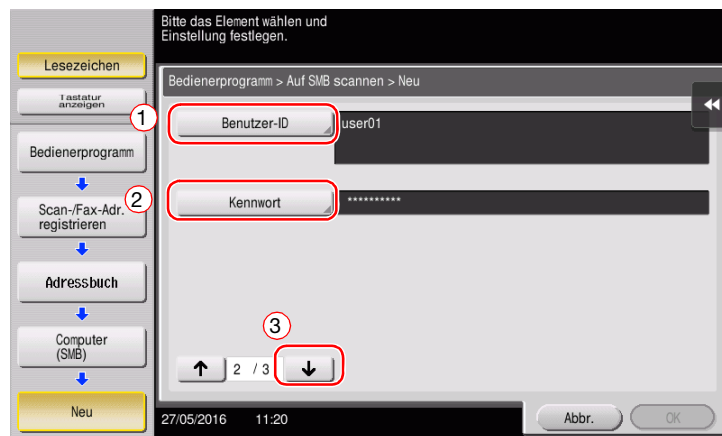 Bitte das Element wählen und
Einstellung festlegen.
Lesezeichen
Tastatur
anzeigen
Bedienerprogramm > Auf SMB scannen > Neu
1
Benutzer-ID
user01
Bedienerprogramm
2
Scan-/Fax-Adr.
registrieren
Kennwort
**********
Adressbuch
3
Computer
(SMB)
2 / 3
Neu
27/05/2016 11:20
Abbr.
OK